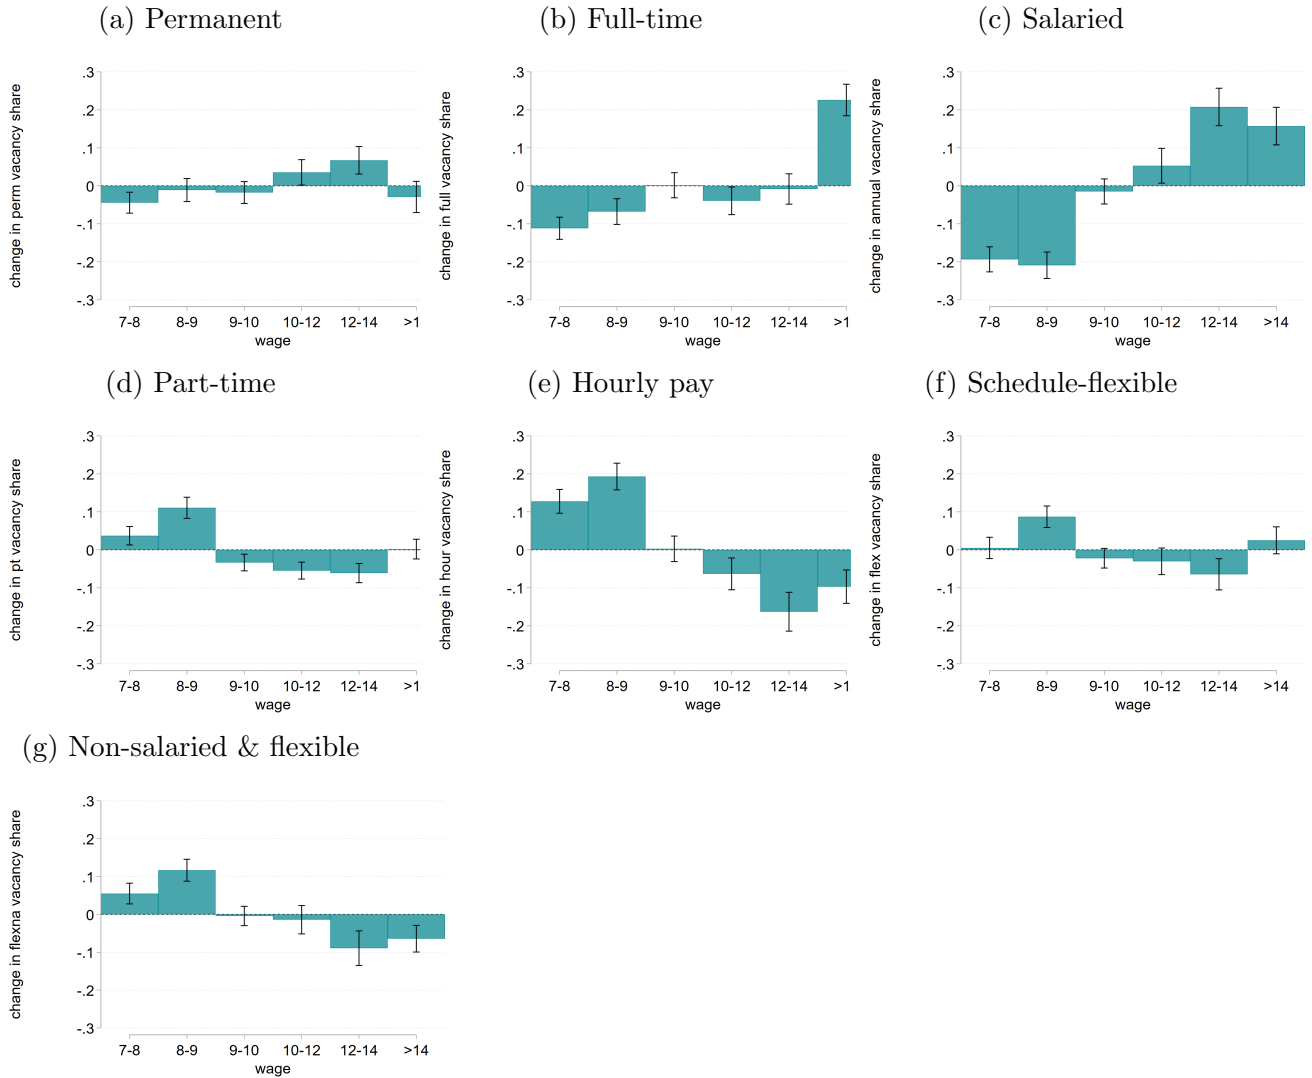 (a) Permanent
change in perm vacancy share
.3
.2
.1
0
-.1
-.2
-.3
7-8 8-9 9-10 10-12 12-14 >1
wage
(b) Full-time
change in full vacancy share
.3
.2
.1
0
-.1
-.2
-.3
7-8 8-9 9-10 10-12 12-14 >1
wage
(c) Salaried
change in annual vacancy share
.3
.2
.1
0
-.1
-.2
-.3
7-8 8-9 9-10 10-12 12-14 >14
wage
(d) Part-time
change in pt vacancy share
.3
.2
.1
0
-.1
-.2
-.3
7-8 8-9 9-10 10-12 12-14 >1
wage
(e) Hourly pay
change in hour vacancy share
.3
.2
.1
0
-.1
-.2
-.3
7-8 8-9 9-10 10-12 12-14 >1
wage
(f) Schedule-flexible
change in flex vacancy share
.3
.2
.1
0
-.1
-.2
-.3
7-8 8-9 9-10 10-12 12-14 >14
wage
(g) Non-salaried & flexible
change in flexna vacancy share
.3
.2
.1
0
-.1
-.2
-.3
7-8 8-9 9-10 10-12 12-14 >14
wage